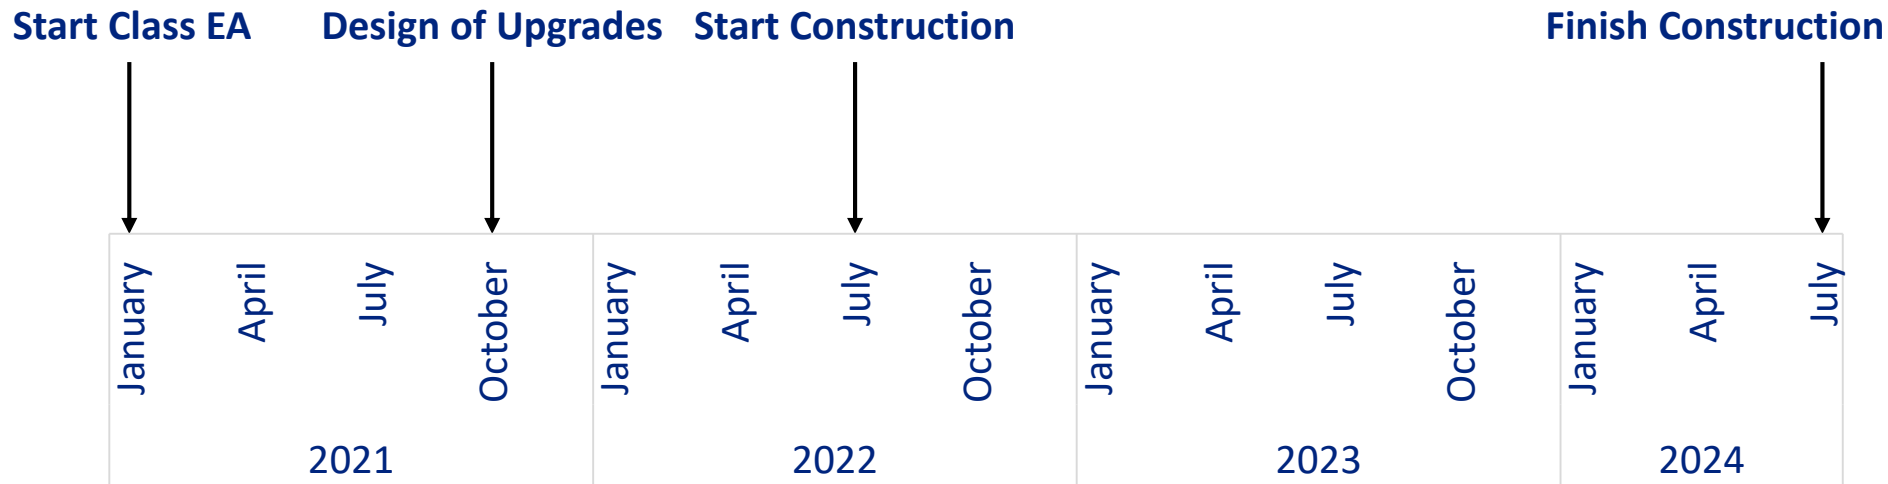 Start Class EA
Design of Upgrades
Start Construction
Finish Construction
January
April
July
October
January
April
July
October
January
April
July
October
January
April
July
2021
2022
2023
2024